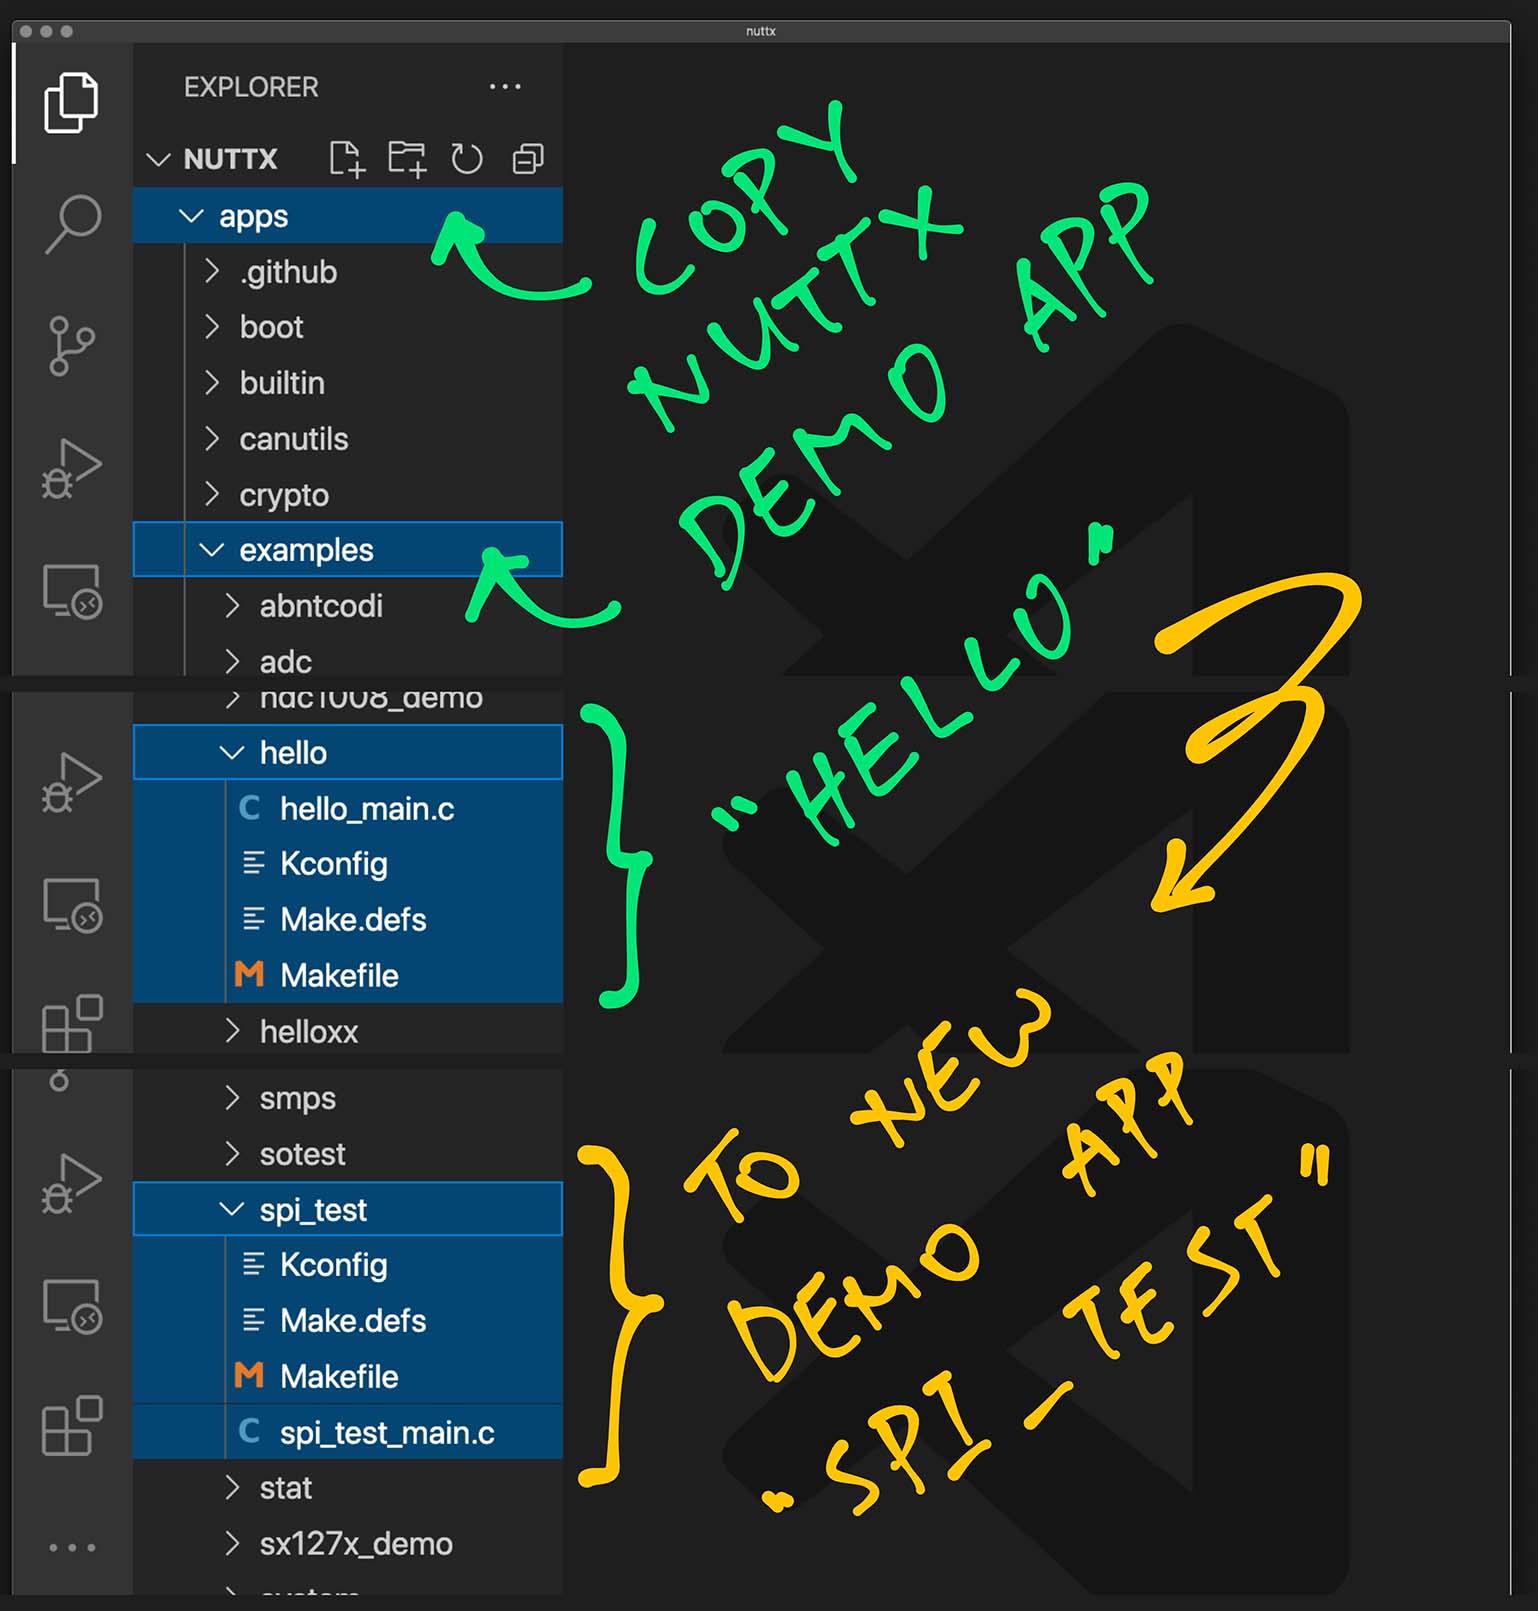 nuttx
EXPLORER
NUTTX
apps
.github
boot
builtin
canutils
crypto
examples
abntcodi
adc
COPY
NUTTX
DEMO APP
"HELLO"
hdc1008_demo
hello
hello_main.c
Kconfig
Make.defs
Makefile
helloxx
smps
sotest
spi_test
Kconfig
Make.defs
Makefile
spi_test_main.c
stat
sx127x_demo
TO NEW
DEMO APP
"SPI_TEST"